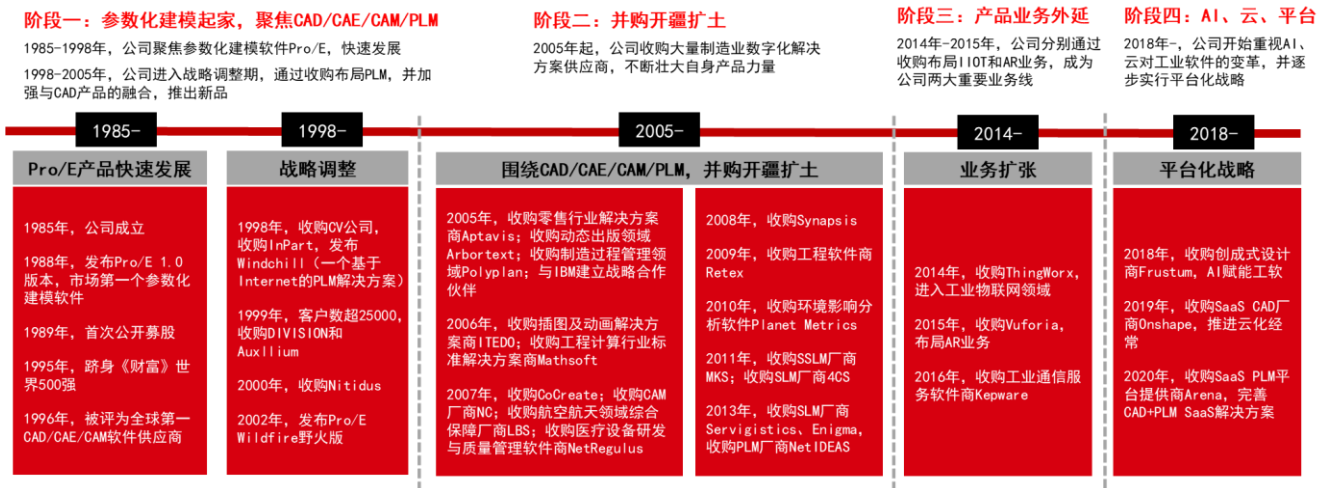 阶段一：参数化建模起家，聚焦CAD/CAE/CAM/PLM
1985-1998年，公司聚焦参数化建模软件Pro/E，快速发展
1998-2005年，公司进入战略调整期，通过收购布局PLM，并加
强与CAD产品的融合，推出新品
阶段二：并购开疆扩土
2005年起，公司收购大量制造业数字化解决
方案供应商，不断壮大自身产品力量
阶段三：产品业务外延
2014年-2015年，公司分别通过
收购布局IIOT和AR业务，成为
公司两大重要业务线
阶段四：AI、云、平台
2018年-，公司开始重视AI、
云对工业软件的变革，并逐
步实行平台化战略
1985-
1998-
2005-
2014-
2018-
Pro/E产品快速发展
战略调整
围绕CAD/CAE/CAM/PLM，并购开疆扩土
业务扩张
平台化战略
1985年，公司成立
1988年，发布Pro/E 1.0
版本，市场第一个参数化
建模软件
1989年，首次公开募股
1995年，跻身《财富》世
界500强
1996年，被评为全球第一
CAD/CAE/CAM软件供应商
1998年，收购CV公司，
收购InPart，发布
Windchill（一个基于
Internet的PLM解决方案）
1999年，客户数超25000，
收购DIVISION和
Auxllium
2000年，收购Nitidus
2002年，发布Pro/E
Wildfire野火版
2005年，收购零售行业解决方案
商Aptavis；收购动态出版领域
Arbortext；收购制造过程管理领
域Polyplan；与IBM建立战略合作
伙伴
2006年，收购插图及动画解决方
案商ITEDO；收购工程计算行业标
准解决方案商Mathsoft
2007年，收购CoCreate；收购CAM
厂商NC；收购航空航天领域综合
保障厂商LBS；收购医疗设备研发
与质量管理软件商NetRegulus
2008年，收购Synapsis
2009年，收购工程软件商
Retex
2010年，收购环境影响分
析软件Planet Metrics
2011年，收购SSLM厂商
MKS；收购SLM厂商4CS
2013年，收购SLM厂商
Servigistics、Enigma，
收购PLM厂商NetIDEAS
2014年，收购ThingWorx，
进入工业物联网领域
2015年，收购Vuforia，
布局AR业务
2016年，收购工业通信服
务软件商Kepware
2018年，收购创成式设计
商Frustum，AI赋能工软
2019年，收购SaaS CAD厂
商Onshape，推进云化经
常
2020年，收购SaaS PLM平
台提供商Arena，完善
CAD+PLM SaaS解决方案